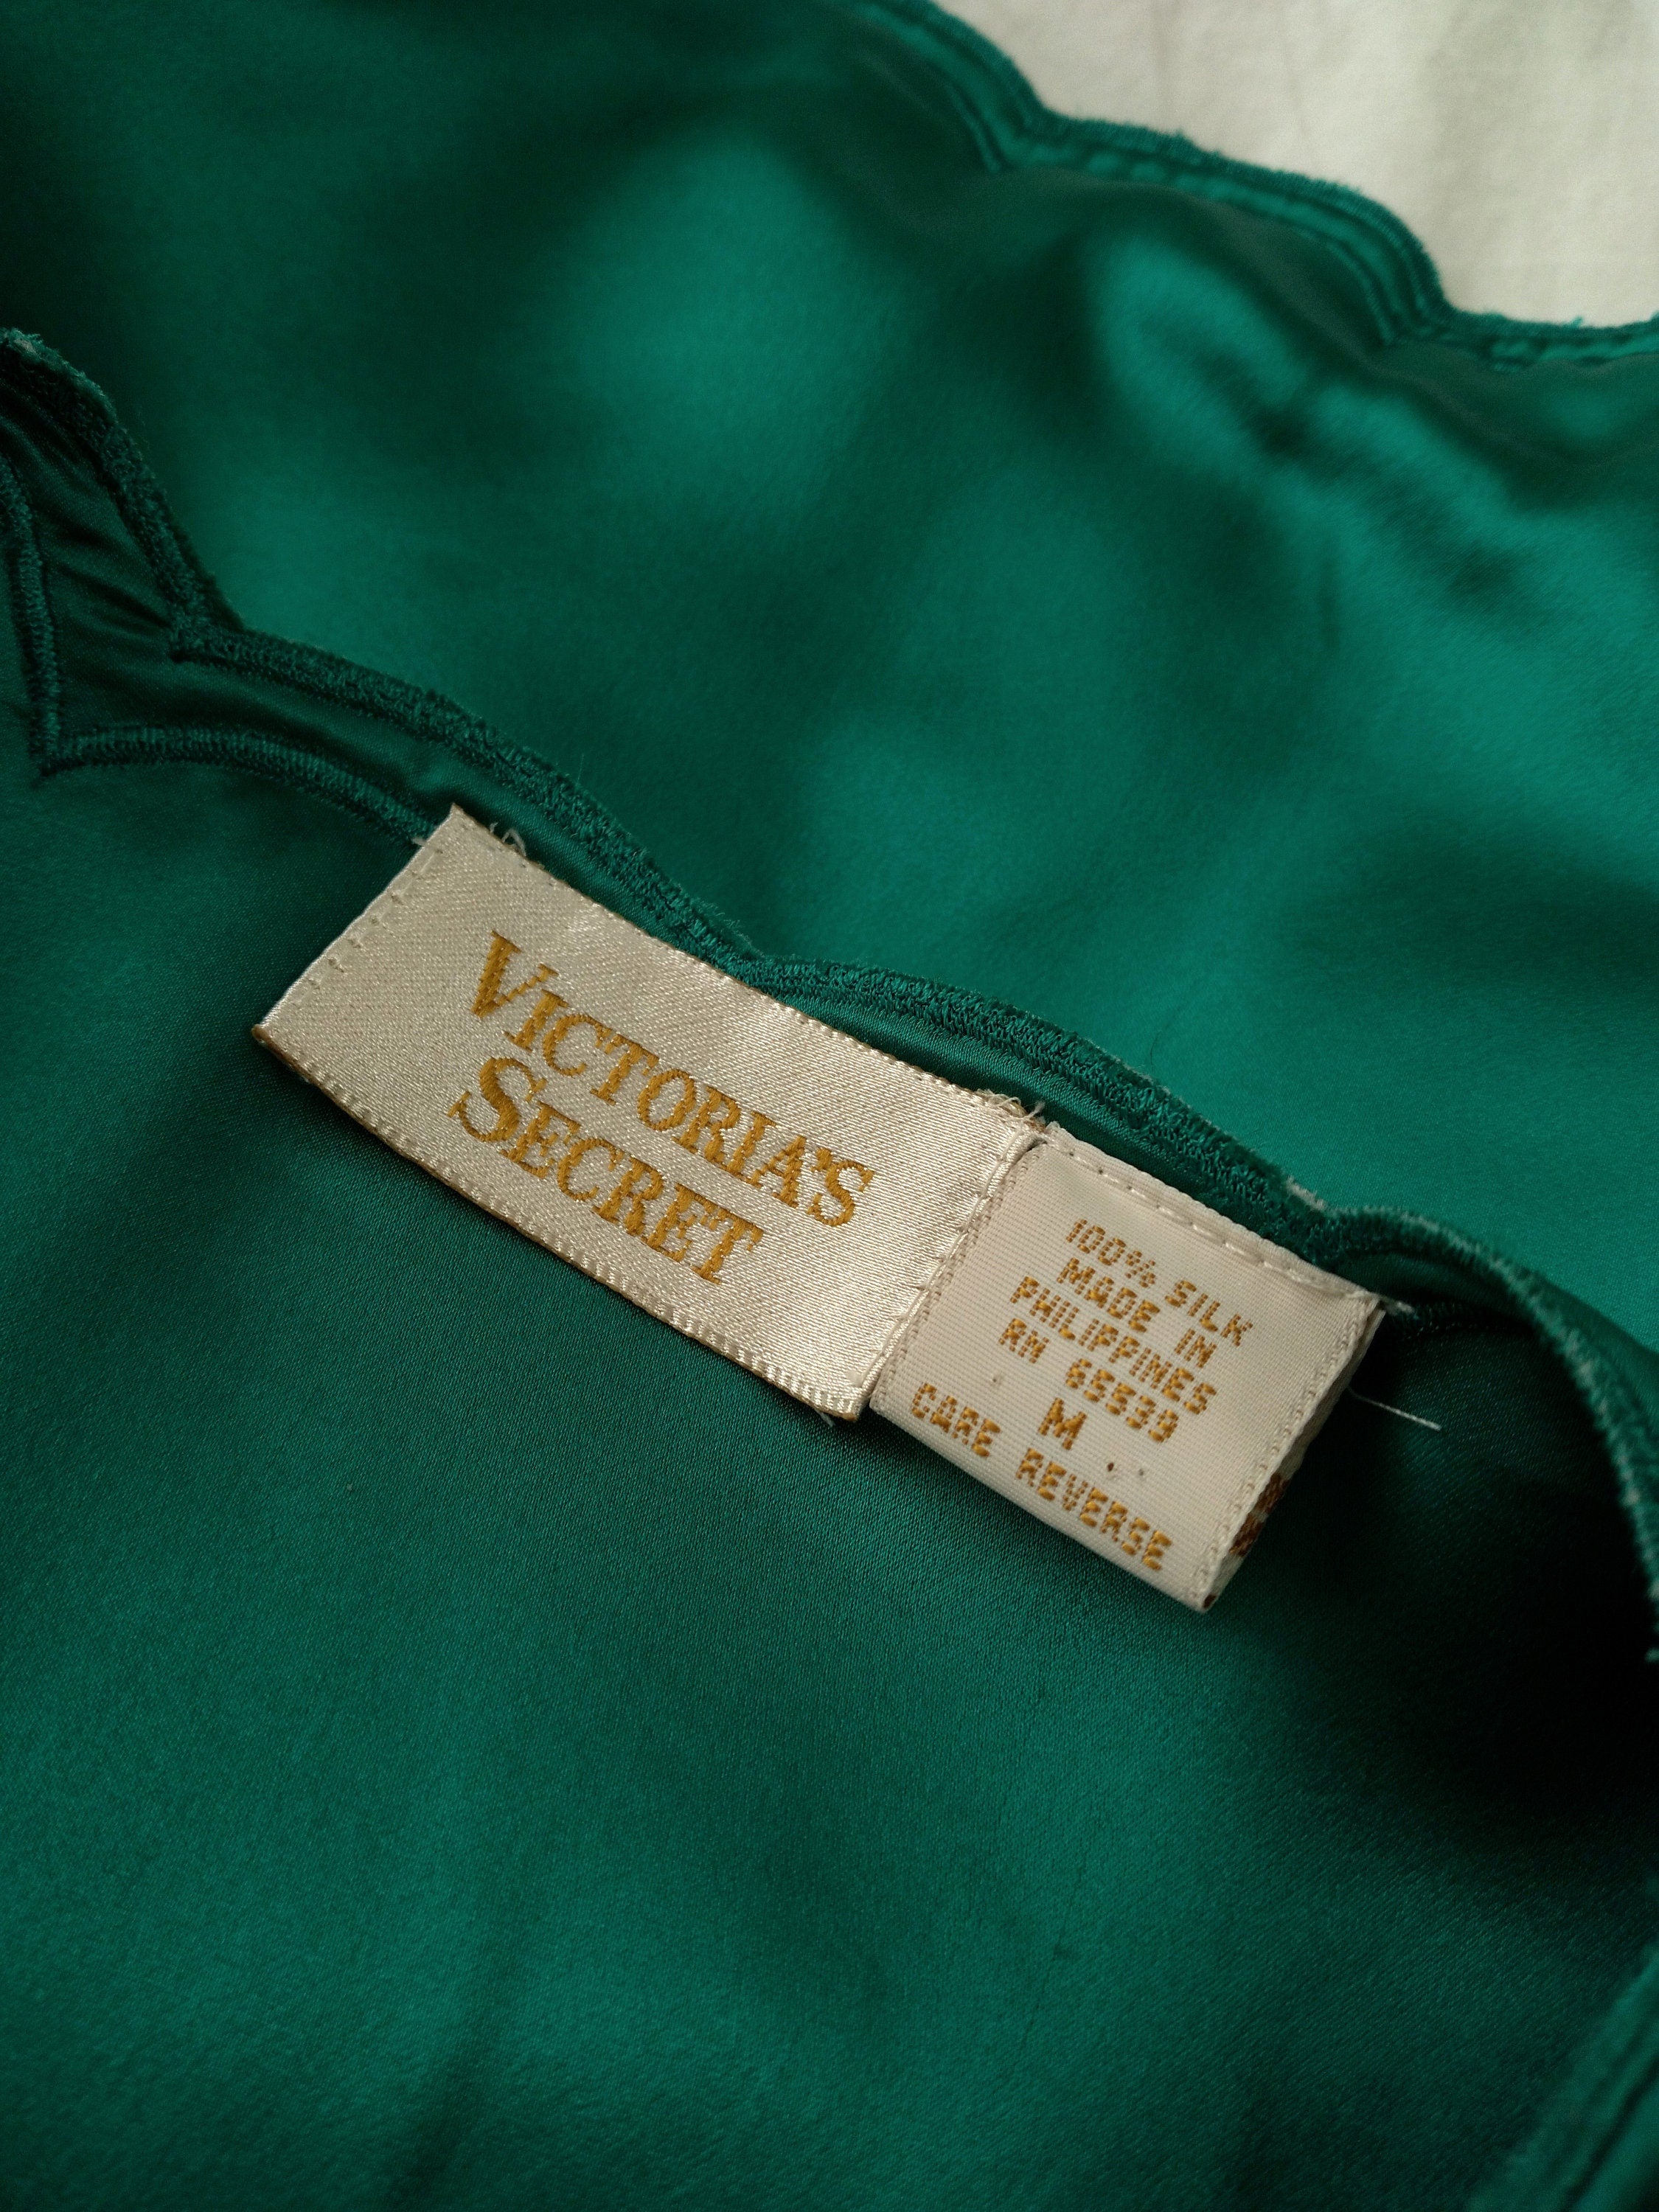 VICTORIA'S
SECRET
100% SILK
MADE IN
PHILIPPINES
RN 65539
M
CARE REVERSE